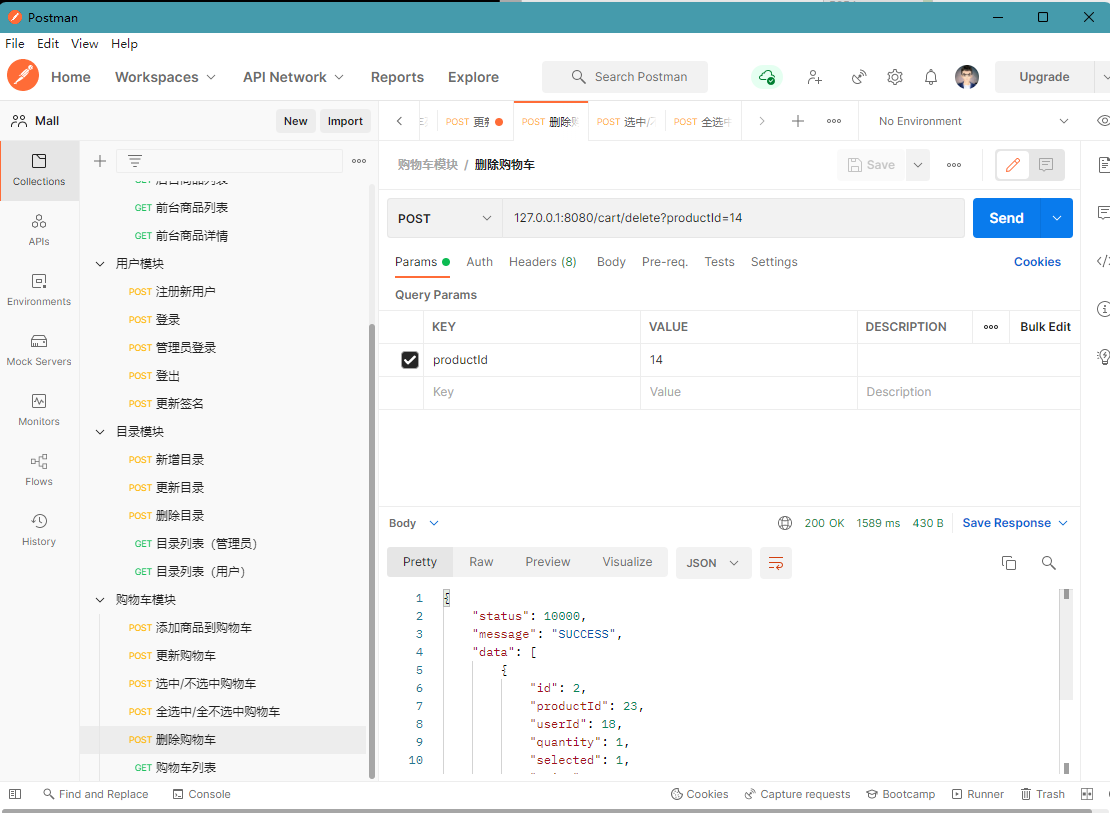 Postman
File Edit View Help
Home Workspaces API Network Reports Explore Search Postman Upgrade
Mall New Import
POST 更新 POST 删除购 POST 选中/不 POST 全选中 No Environment
Collections
APIs
Environments
Mock Servers
Monitors
Flows
History
GET 后台商品列表
GET 前台商品列表
GET 前台商品详情
用户模块
POST 注册新用户
POST 登录
POST 管理员登录
POST 登出
POST 更新签名
目录模块
POST 新增目录
POST 更新目录
POST 删除目录
GET 目录列表（管理员）
GET 目录列表（用户）
购物车模块
POST 添加商品到购物车
POST 更新购物车
POST 选中/不选中购物车
POST 全选中/全不选中购物车
POST 删除购物车
GET 购物车列表
购物车模块 / 删除购物车 Save
POST 127.0.0.1:8080/cart/delete?productId=14 Send
Params Auth Headers (8) Body Pre-req. Tests Settings Cookies
Query Params
KEY VALUE DESCRIPTION Bulk Edit
productId 14
Key Value Description
Body 200 OK 1589 ms 430 B Save Response
Pretty Raw Preview Visualize JSON
1 {
2 "status": 10000,
3 "message": "SUCCESS",
4 "data": [
5 {
6 "id": 2,
7 "productId": 23,
8 "userId": 18,
9 "quantity": 1,
10 "selected": 1,
Find and Replace Console Cookies Capture requests Bootcamp Runner Trash